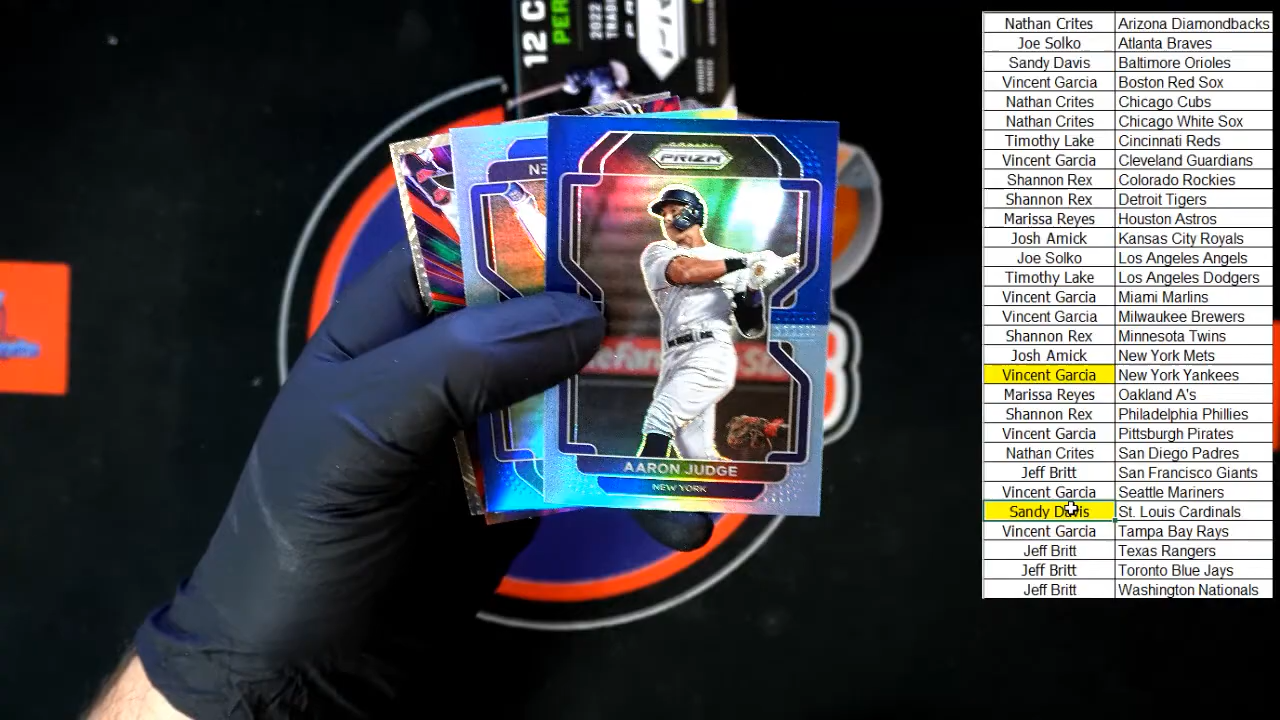 12 C
PER
2022
PRIZM
NE
AARON JUDGE
NEW YORK
Nathan Crites Arizona Diamondbacks
Joe Solko Atlanta Braves
Sandy Davis Baltimore Orioles
Vincent Garcia Boston Red Sox
Nathan Crites Chicago Cubs
Nathan Crites Chicago White Sox
Timothy Lake Cincinnati Reds
Vincent Garcia Cleveland Guardians
Shannon Rex Colorado Rockies
Shannon Rex Detroit Tigers
Marissa Reyes Houston Astros
Josh Amick Kansas City Royals
Joe Solko Los Angeles Angels
Timothy Lake Los Angeles Dodgers
Vincent Garcia Miami Marlins
Vincent Garcia Milwaukee Brewers
Shannon Rex Minnesota Twins
Josh Amick New York Mets
Vincent Garcia New York Yankees
Marissa Reyes Oakland A's
Shannon Rex Philadelphia Phillies
Vincent Garcia Pittsburgh Pirates
Nathan Crites San Diego Padres
Jeff Britt San Francisco Giants
Vincent Garcia Seattle Mariners
Sandy Davis St. Louis Cardinals
Vincent Garcia Tampa Bay Rays
Jeff Britt Texas Rangers
Jeff Britt Toronto Blue Jays
Jeff Britt Washington Nationals